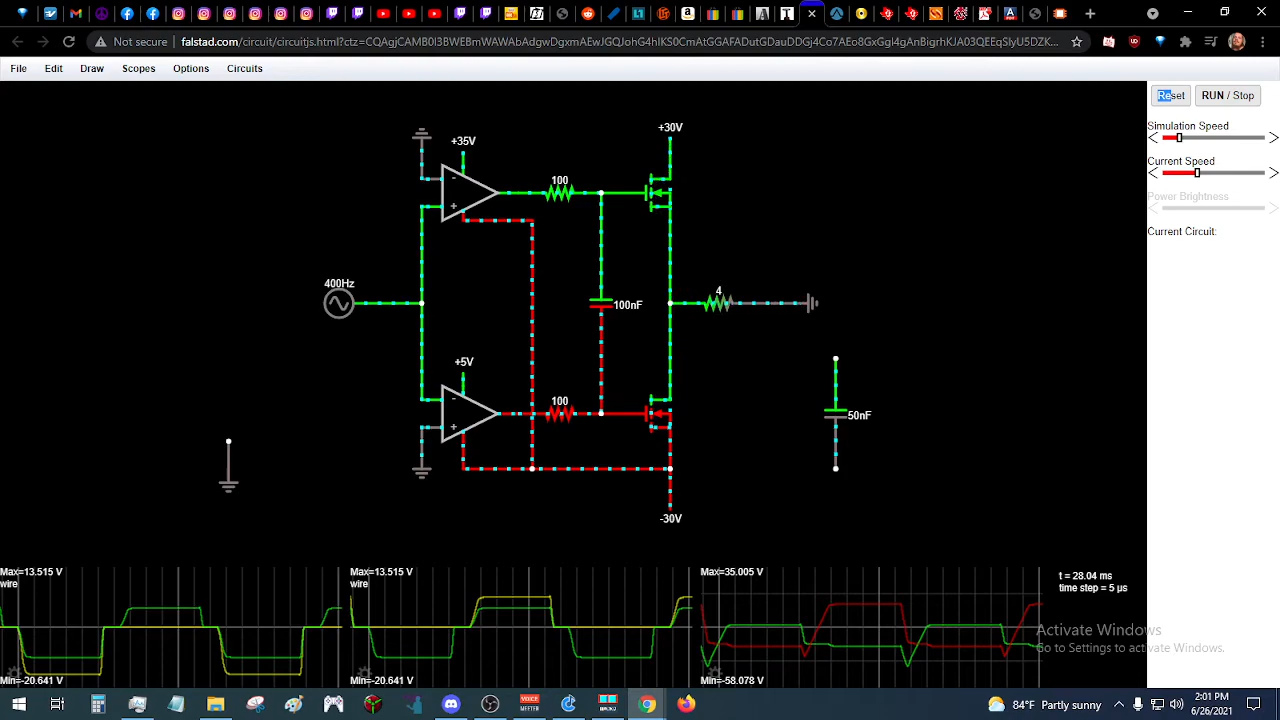 Not secure
falstad.com/circuit/circuitjs.html?ctz=CQAgjCAMB0l3BWEBmWAWAbAdgwDgxmAEwJGQJohG4hIKS0CmAtGGAFADutGDauDDGj4Co7AEo8GxGgI4gAnBigrhKJA03QEEqSIyU5DZK...
File Edit Draw Scopes Options Circuits
Reset
RUN / Stop
Simulation Speed
Current Speed
Power Brightness
Current Circuit:
+35V
+30V
100
-
+
400Hz
4
100nF
+5V
100
-
+
50nF
-30V
Max=13.515 V
wire
Min=-20.641 V
Max=13.515 V
wire
Min=-20.641 V
Max=35.005 V
Min=-58.078 V
t = 28.04 ms
time step = 5 μs
Activate Windows
Go to Settings to activate Windows.
84°F Partly sunny
2:01 PM
6/26/2021